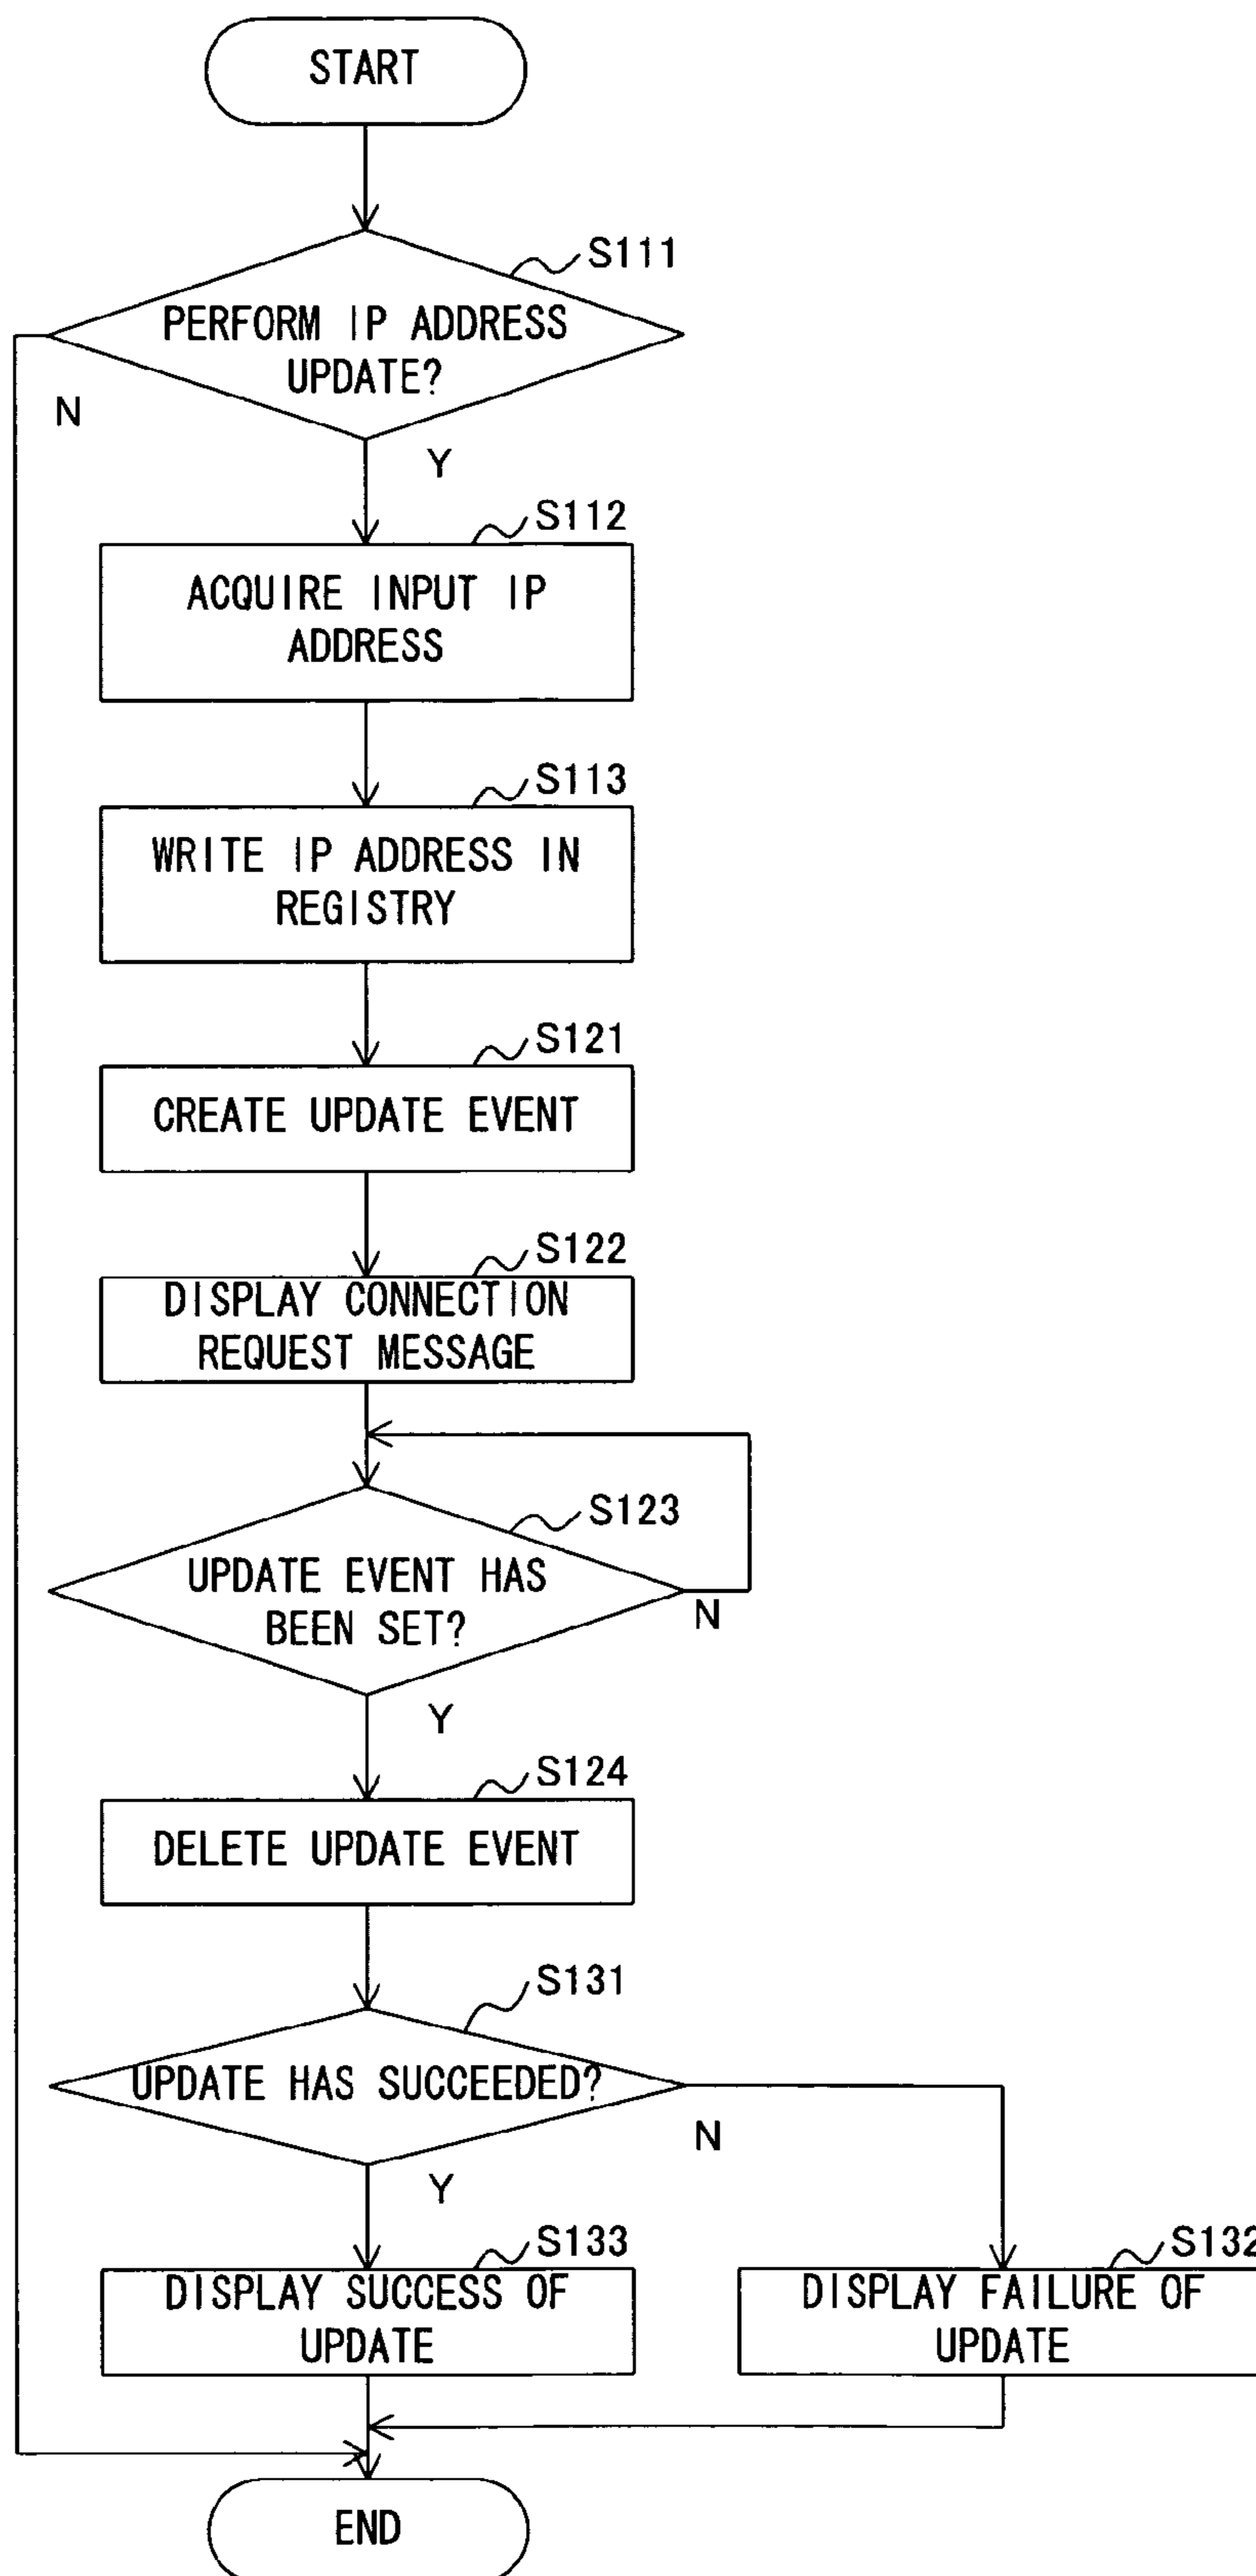 START
S111
PERFORM IP ADDRESS
UPDATE?
N
Y
S112
ACQUIRE INPUT IP
ADDRESS
S113
WRITE IP ADDRESS IN
REGISTRY
S121
CREATE UPDATE EVENT
S122
DISPLAY CONNECTION
REQUEST MESSAGE
S123
UPDATE EVENT HAS
BEEN SET?
N
Y
S124
DELETE UPDATE EVENT
S131
UPDATE HAS SUCCEEDED?
N
Y
S133
DISPLAY SUCCESS OF
UPDATE
S132
DISPLAY FAILURE OF
UPDATE
END